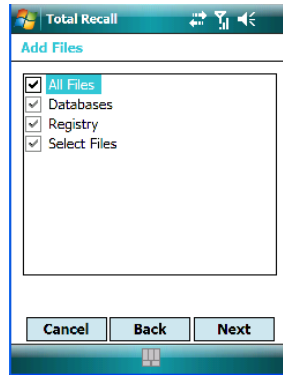 Total Recall
Add Files
All Files
Databases
Registry
Select Files
Cancel Back Next